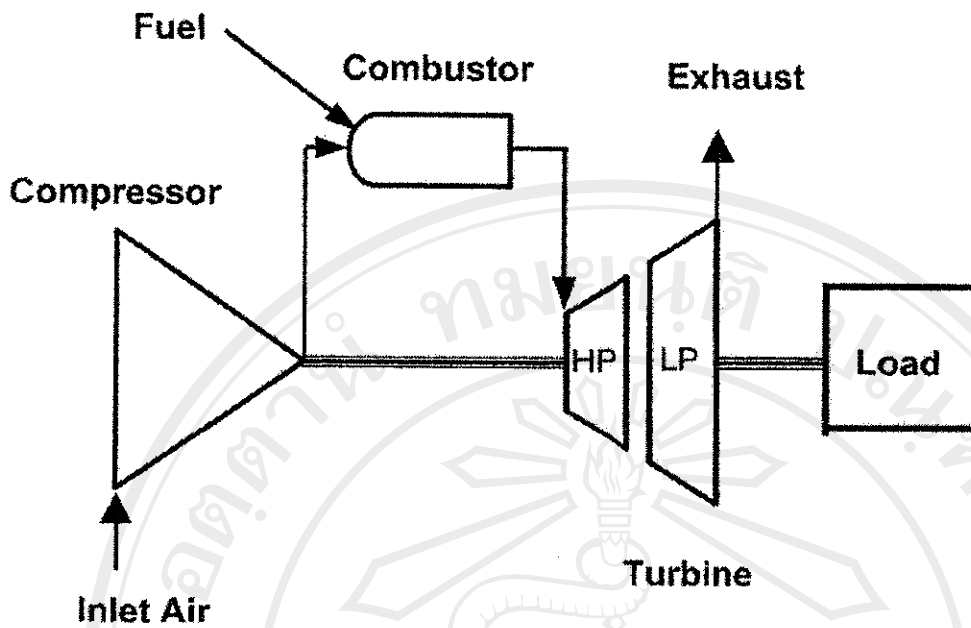 Fuel
Combustor
Exhaust
Compressor
HP
LP
Load
Turbine
Inlet Air